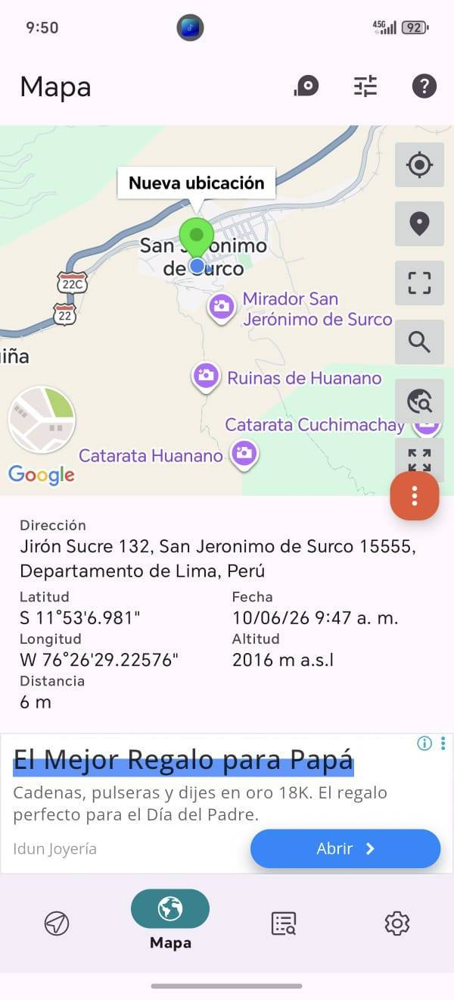 9:50
45G
92
Mapa
Nueva ubicación
San J onimo
de Surco
22C
22
Mirador San
Jerónimo de Surco
iña
Ruinas de Huanano
Catarata Cuchimachay
Catarata Huanano
Google
Dirección
Jirón Sucre 132, San Jeronimo de Surco 15555,
Departamento de Lima, Perú
Latitud
Fecha
S 11°53'6.981"
10/06/26 9:47 a. m.
Longitud
Altitud
W 76°26'29.22576"
2016 m a.s.l
Distancia
6 m
El Mejor Regalo para Papá
Cadenas, pulseras y dijes en oro 18K. El regalo
perfecto para el Día del Padre.
Idun Joyería
Abrir
Mapa